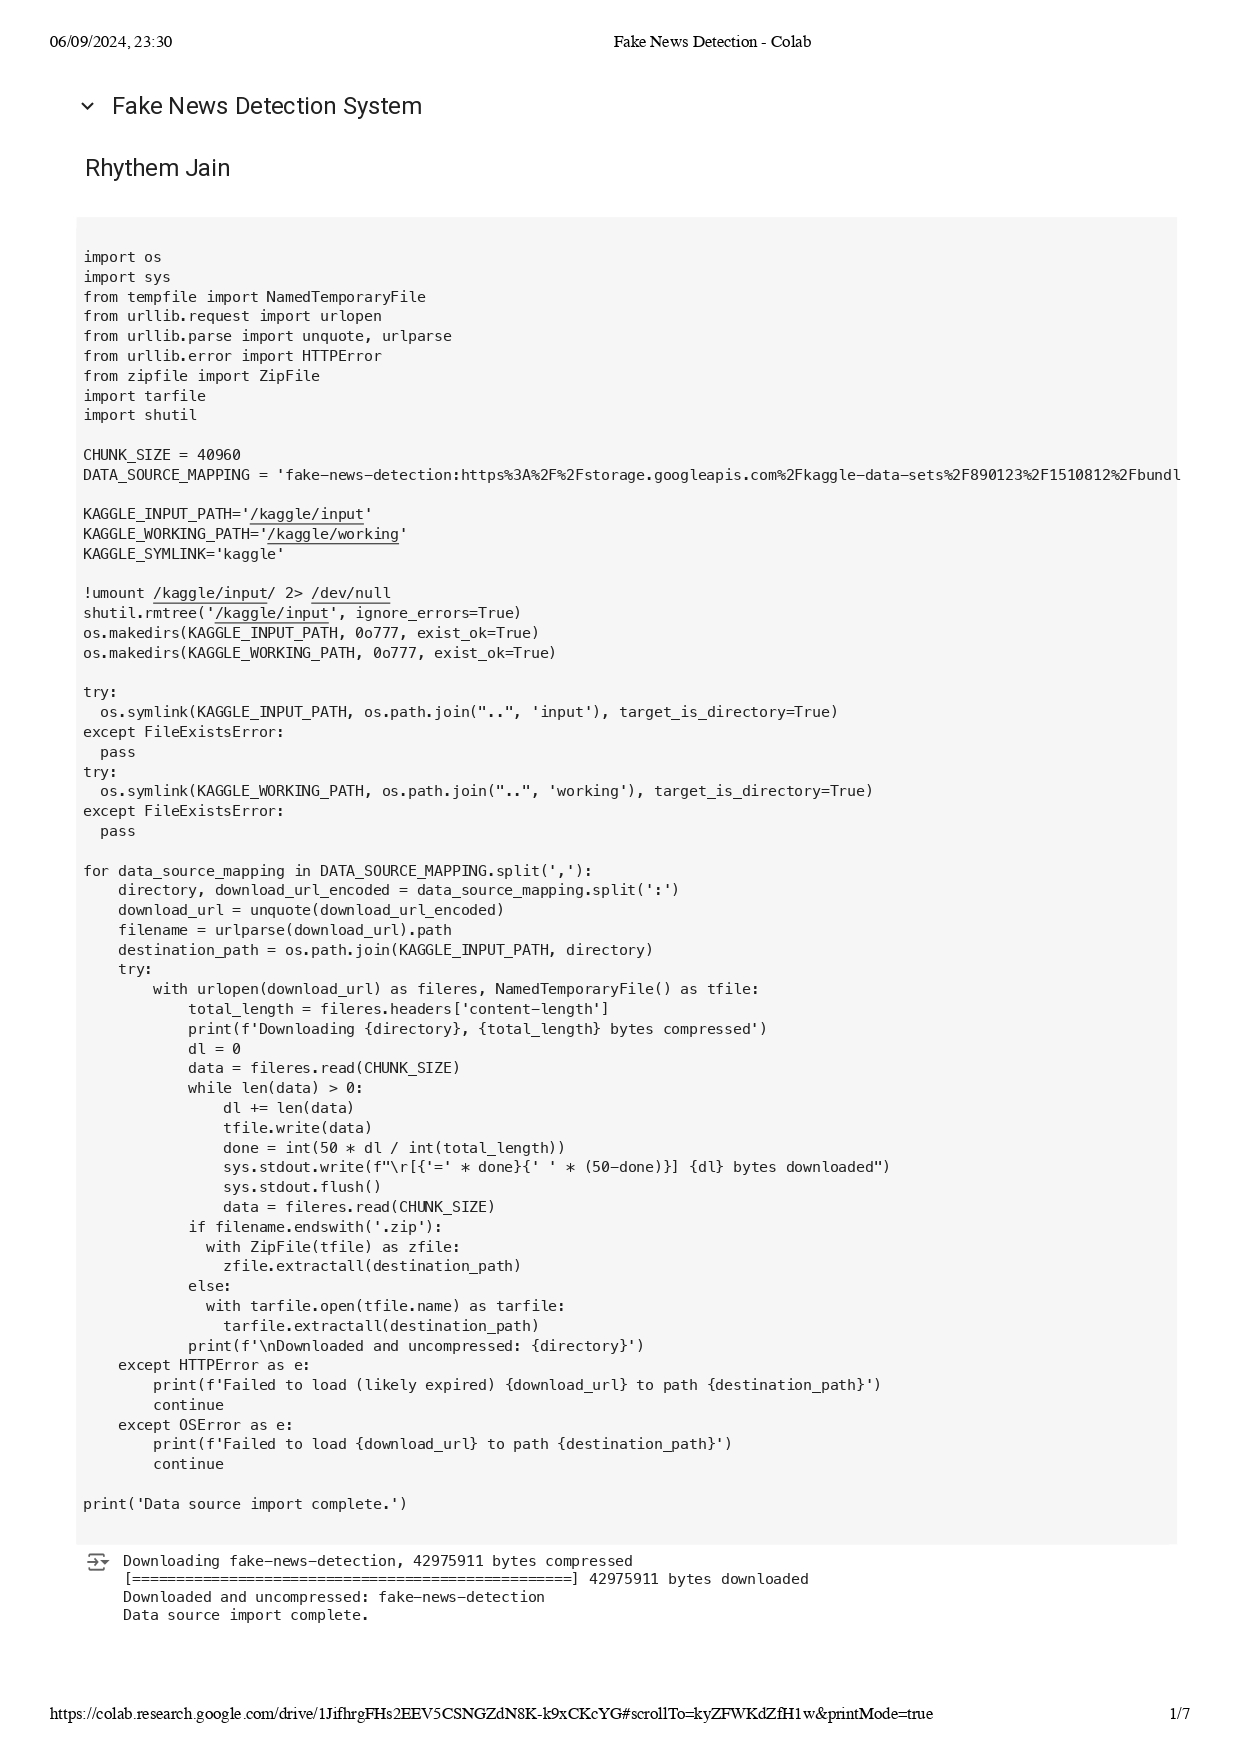 06/09/2024, 23:30 Fake News Detection - Colab
Fake News Detection System
Rhythem Jain
import os
import sys
from tempfile import NamedTemporaryFile
from urllib.request import urlopen
from urllib.parse import unquote, urlparse
from urllib.error import HTTPError
from zipfile import ZipFile
import tarfile
import shutil

CHUNK_SIZE = 40960
DATA_SOURCE_MAPPING = 'fake-news-detection:https%3A%2F%2Fstorage.googleapis.com%2Fkaggle-data-sets%2F890123%2F1510812%2Fbundl

KAGGLE_INPUT_PATH='/kaggle/input'
KAGGLE_WORKING_PATH='/kaggle/working'
KAGGLE_SYMLINK='kaggle'

!umount /kaggle/input/ 2> /dev/null
shutil.rmtree('/kaggle/input', ignore_errors=True)
os.makedirs(KAGGLE_INPUT_PATH, 0o777, exist_ok=True)
os.makedirs(KAGGLE_WORKING_PATH, 0o777, exist_ok=True)

try:
  os.symlink(KAGGLE_INPUT_PATH, os.path.join("..", 'input'), target_is_directory=True)
except FileExistsError:
  pass
try:
  os.symlink(KAGGLE_WORKING_PATH, os.path.join("..", 'working'), target_is_directory=True)
except FileExistsError:
  pass

for data_source_mapping in DATA_SOURCE_MAPPING.split(','):
    directory, download_url_encoded = data_source_mapping.split(':')
    download_url = unquote(download_url_encoded)
    filename = urlparse(download_url).path
    destination_path = os.path.join(KAGGLE_INPUT_PATH, directory)
    try:
        with urlopen(download_url) as fileres, NamedTemporaryFile() as tfile:
            total_length = fileres.headers['content-length']
            print(f'Downloading {directory}, {total_length} bytes compressed')
            dl = 0
            data = fileres.read(CHUNK_SIZE)
            while len(data) > 0:
                dl += len(data)
                tfile.write(data)
                done = int(50 * dl / int(total_length))
                sys.stdout.write(f"\r[{'=' * done}{' ' * (50-done)}] {dl} bytes downloaded")
                sys.stdout.flush()
                data = fileres.read(CHUNK_SIZE)
            if filename.endswith('.zip'):
              with ZipFile(tfile) as zfile:
                zfile.extractall(destination_path)
            else:
              with tarfile.open(tfile.name) as tarfile:
                tarfile.extractall(destination_path)
            print(f'\nDownloaded and uncompressed: {directory}')
    except HTTPError as e:
        print(f'Failed to load (likely expired) {download_url} to path {destination_path}')
        continue
    except OSError as e:
        print(f'Failed to load {download_url} to path {destination_path}')
        continue

print('Data source import complete.')

Downloading fake-news-detection, 42975911 bytes compressed
[==================================================] 42975911 bytes downloaded
Downloaded and uncompressed: fake-news-detection
Data source import complete.
https://colab.research.google.com/drive/1JifhrgFHs2EEV5CSNGZdN8K-k9xCKcYG#scrollTo=kyZFWKdZfH1w&printMode=true 1/7